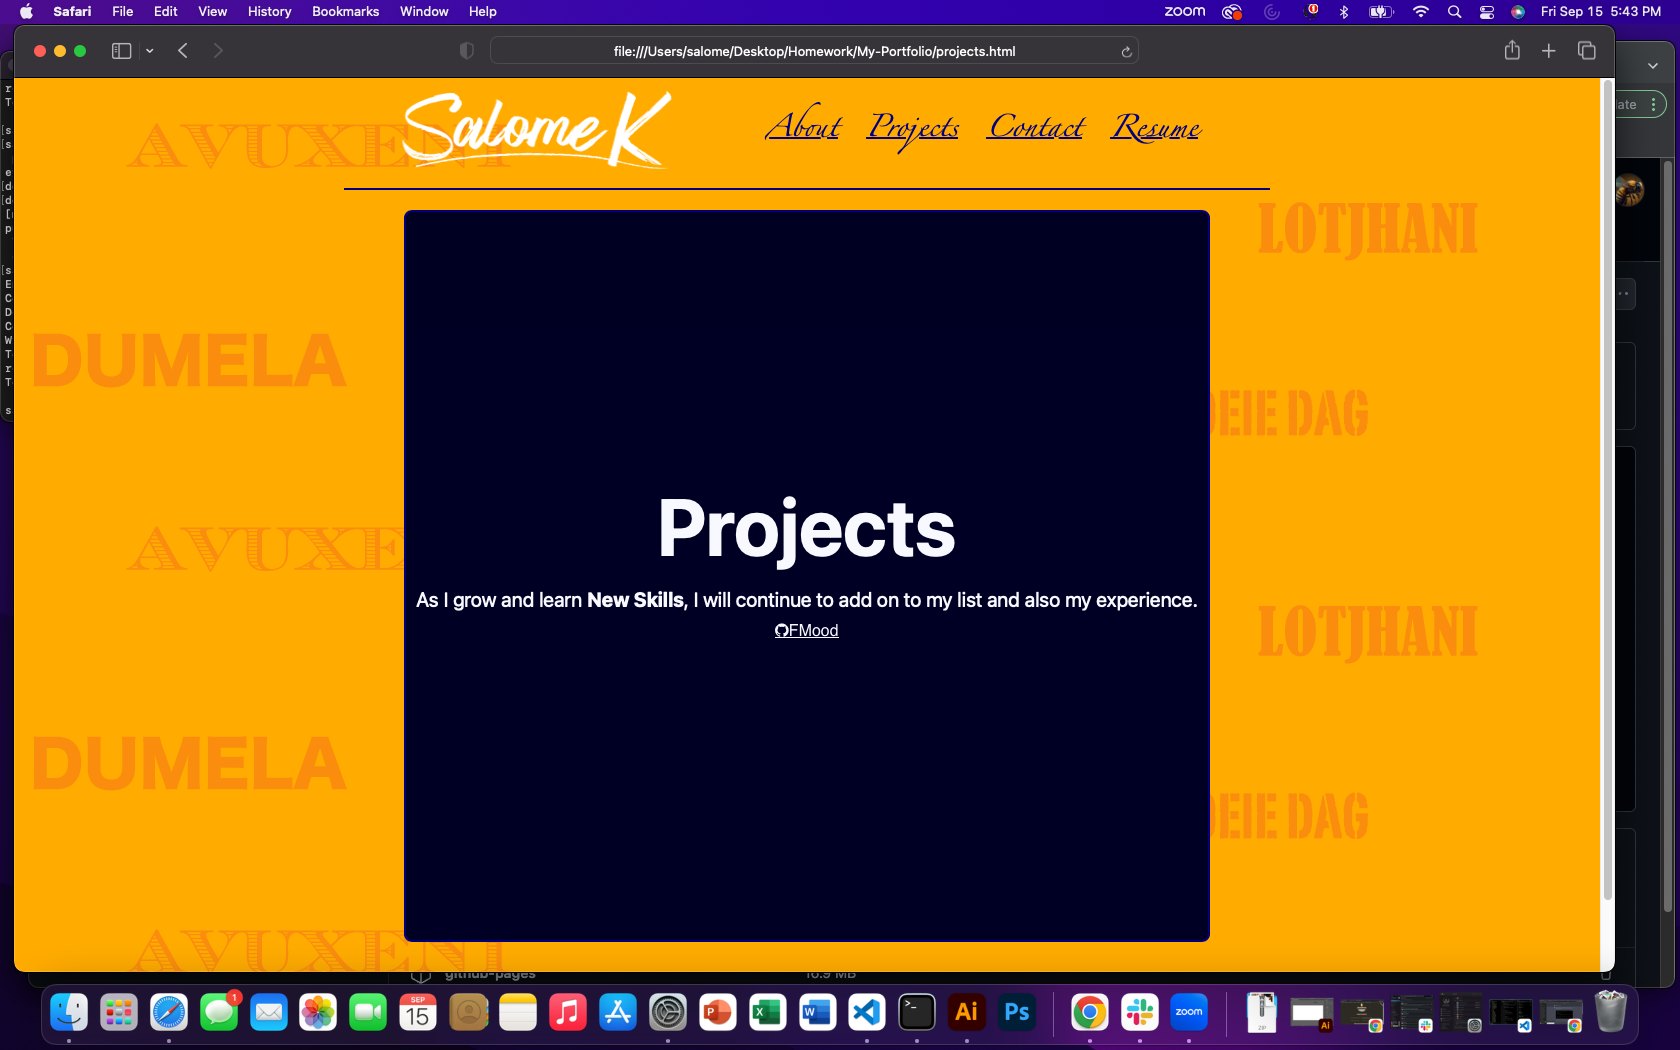 Safari File Edit View History Bookmarks Window Help zoom Fri Sep 15 5:43 PM
file:///Users/salome/Desktop/Homework/My-Portfolio/projects.html
Salome K
About Projects Contact Resume
AVUXENI
LOTJHANI
DUMELA
DEIE DAG
AVUXENI
Projects
As I grow and learn New Skills, I will continue to add on to my list and also my experience.
FMood
LOTJHANI
DUMELA
DEIE DAG
AVUXENI
github-pages 16.9 MB
1
SEP
15
Ai
Ps
zoom